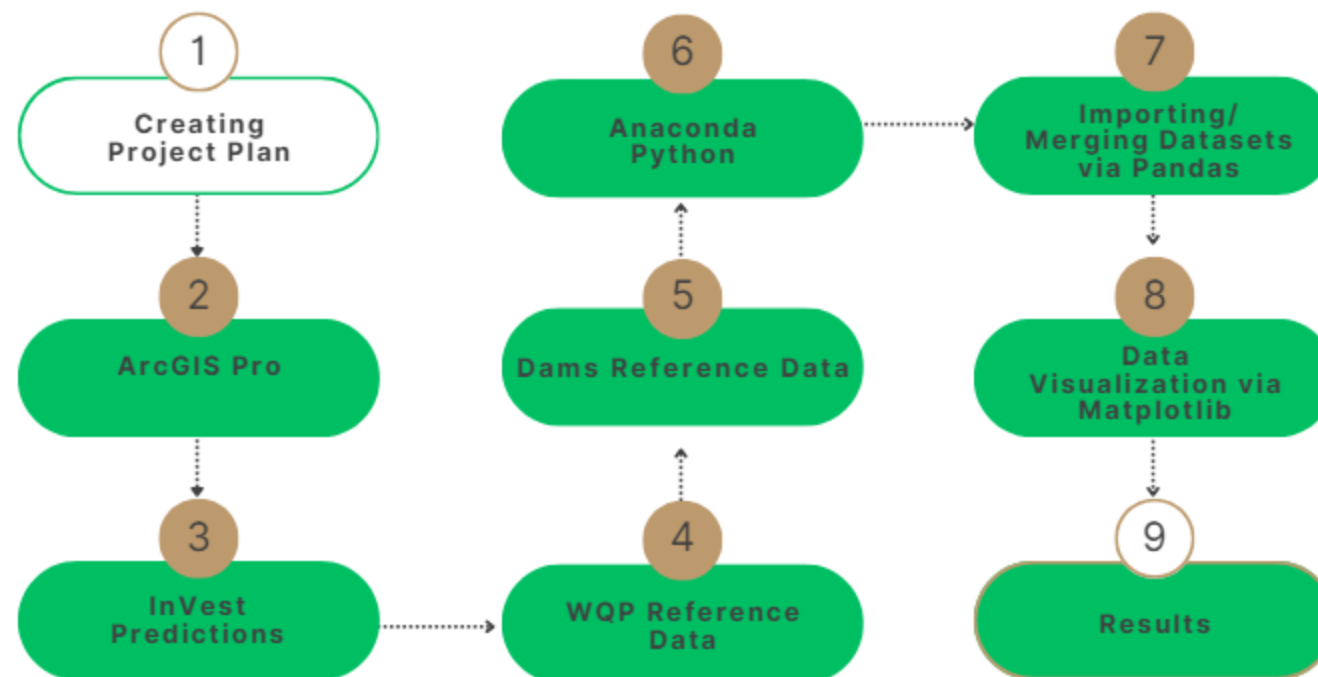 1
Creating
Project Plan
2
ArcGIS Pro
3
InVest
Predictions
4
WQP Reference
Data
5
Dams Reference Data
6
Anaconda
Python
7
Importing/
Merging Datasets
via Pandas
8
Data
Visualization via
Matplotlib
9
Results